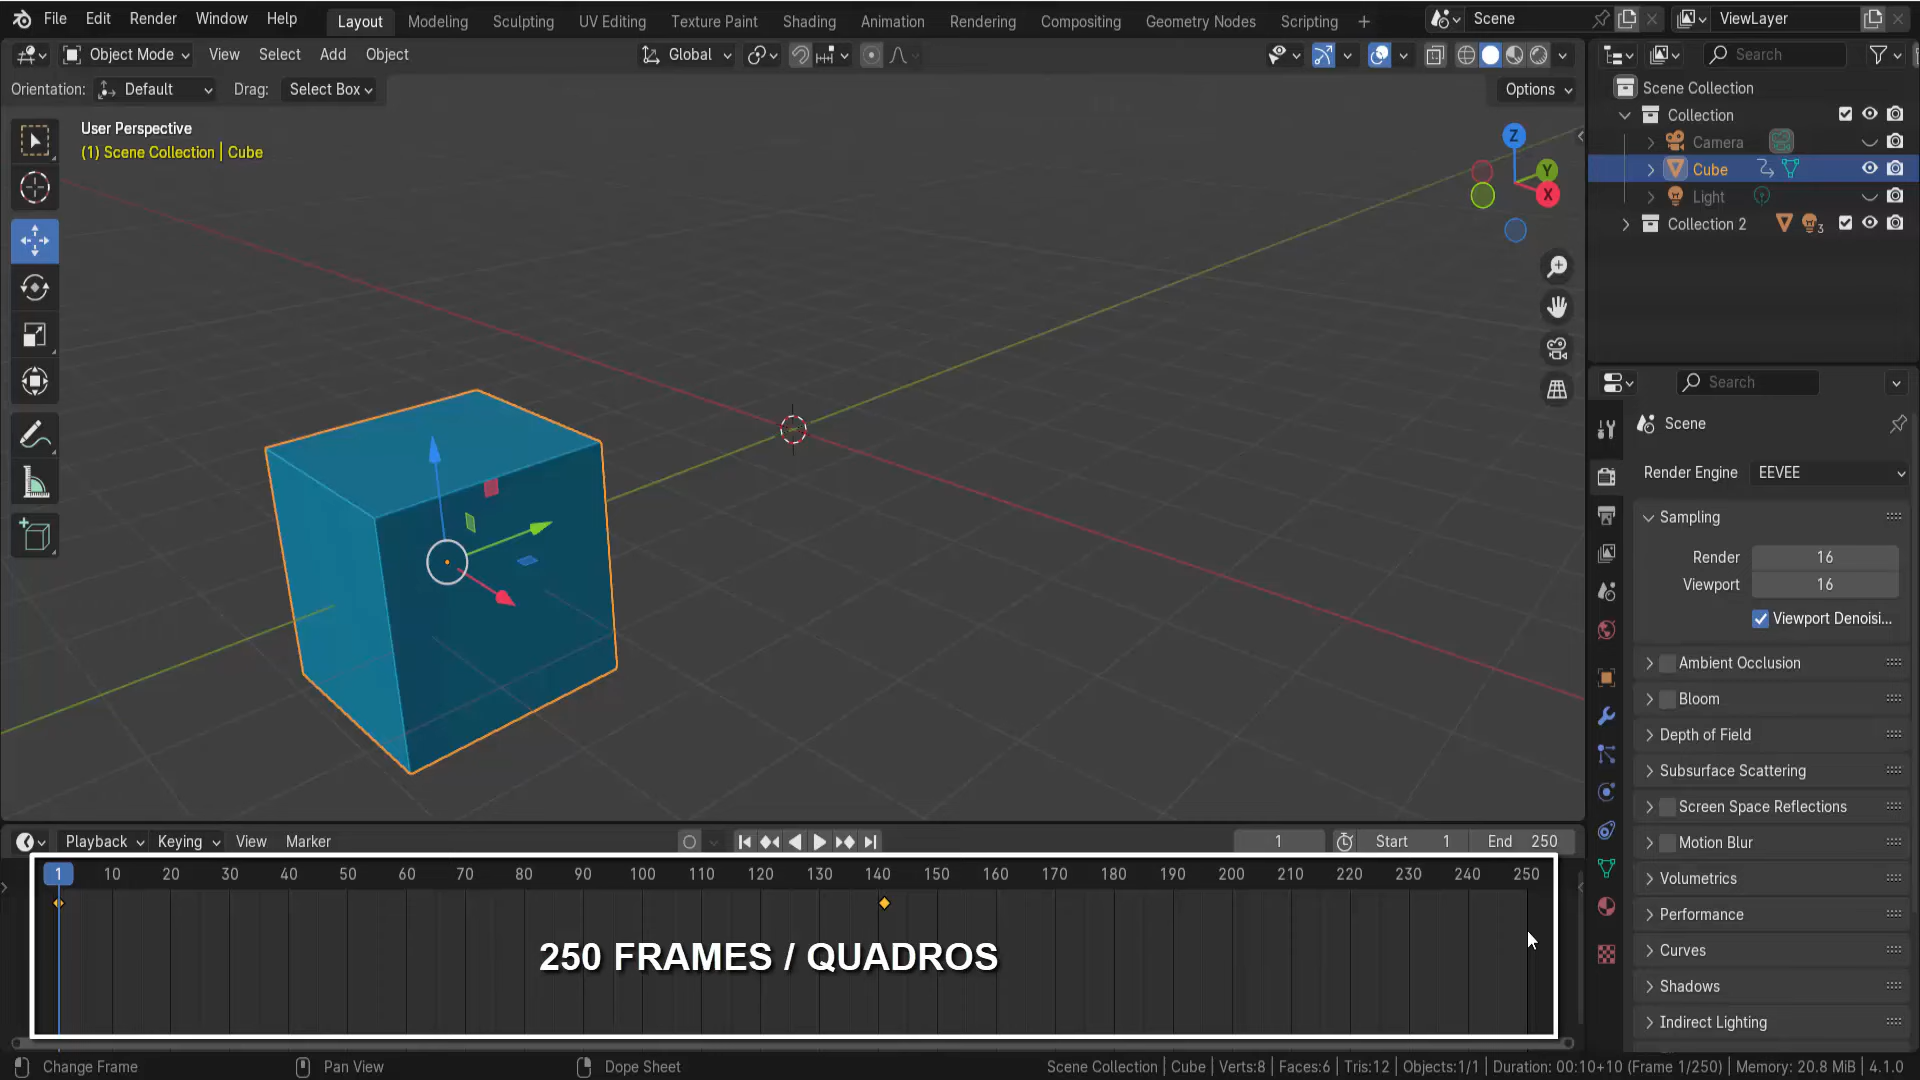 File Edit Render Window Help Layout Modeling Sculpting UV Editing Texture Paint Shading Animation Rendering Compositing Geometry Nodes Scripting + Scene ViewLayer
Object Mode View Select Add Object Global Search
Orientation: Default Drag: Select Box Options
User Perspective
(1) Scene Collection | Cube
Z
Y
X
Scene Collection
Collection
Camera
Cube
Light
Collection 2 3
Search
Scene
Render Engine EEVEE
Sampling
Render 16
Viewport 16
Viewport Denoisi...
Ambient Occlusion
Bloom
Depth of Field
Subsurface Scattering
Screen Space Reflections
Motion Blur
Volumetrics
Performance
Curves
Shadows
Indirect Lighting
Playback Keying View Marker 1 Start 1 End 250
1 10 20 30 40 50 60 70 80 90 100 110 120 130 140 150 160 170 180 190 200 210 220 230 240 250
250 FRAMES / QUADROS
Change Frame Pan View Dope Sheet Scene Collection | Cube | Verts:8 | Faces:6 | Tris:12 | Objects:1/1 | Duration: 00:10+10 (Frame 1/250) | Memory: 20.8 MiB | 4.1.0